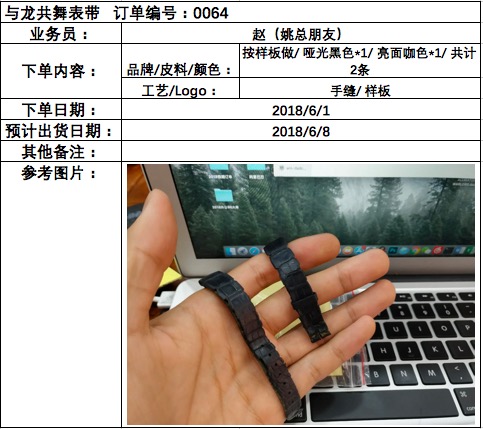 与龙共舞表带 订单编号：0064
业务员： 赵（姚总朋友）
下单内容： 品牌/皮料/颜色： 按样板做/ 哑光黑色*1/ 亮面咖色*1/ 共计
2条
工艺/Logo： 手缝/ 样板
下单日期： 2018/6/1
预计出货日期： 2018/6/8
其他备注：
参考图片：
command